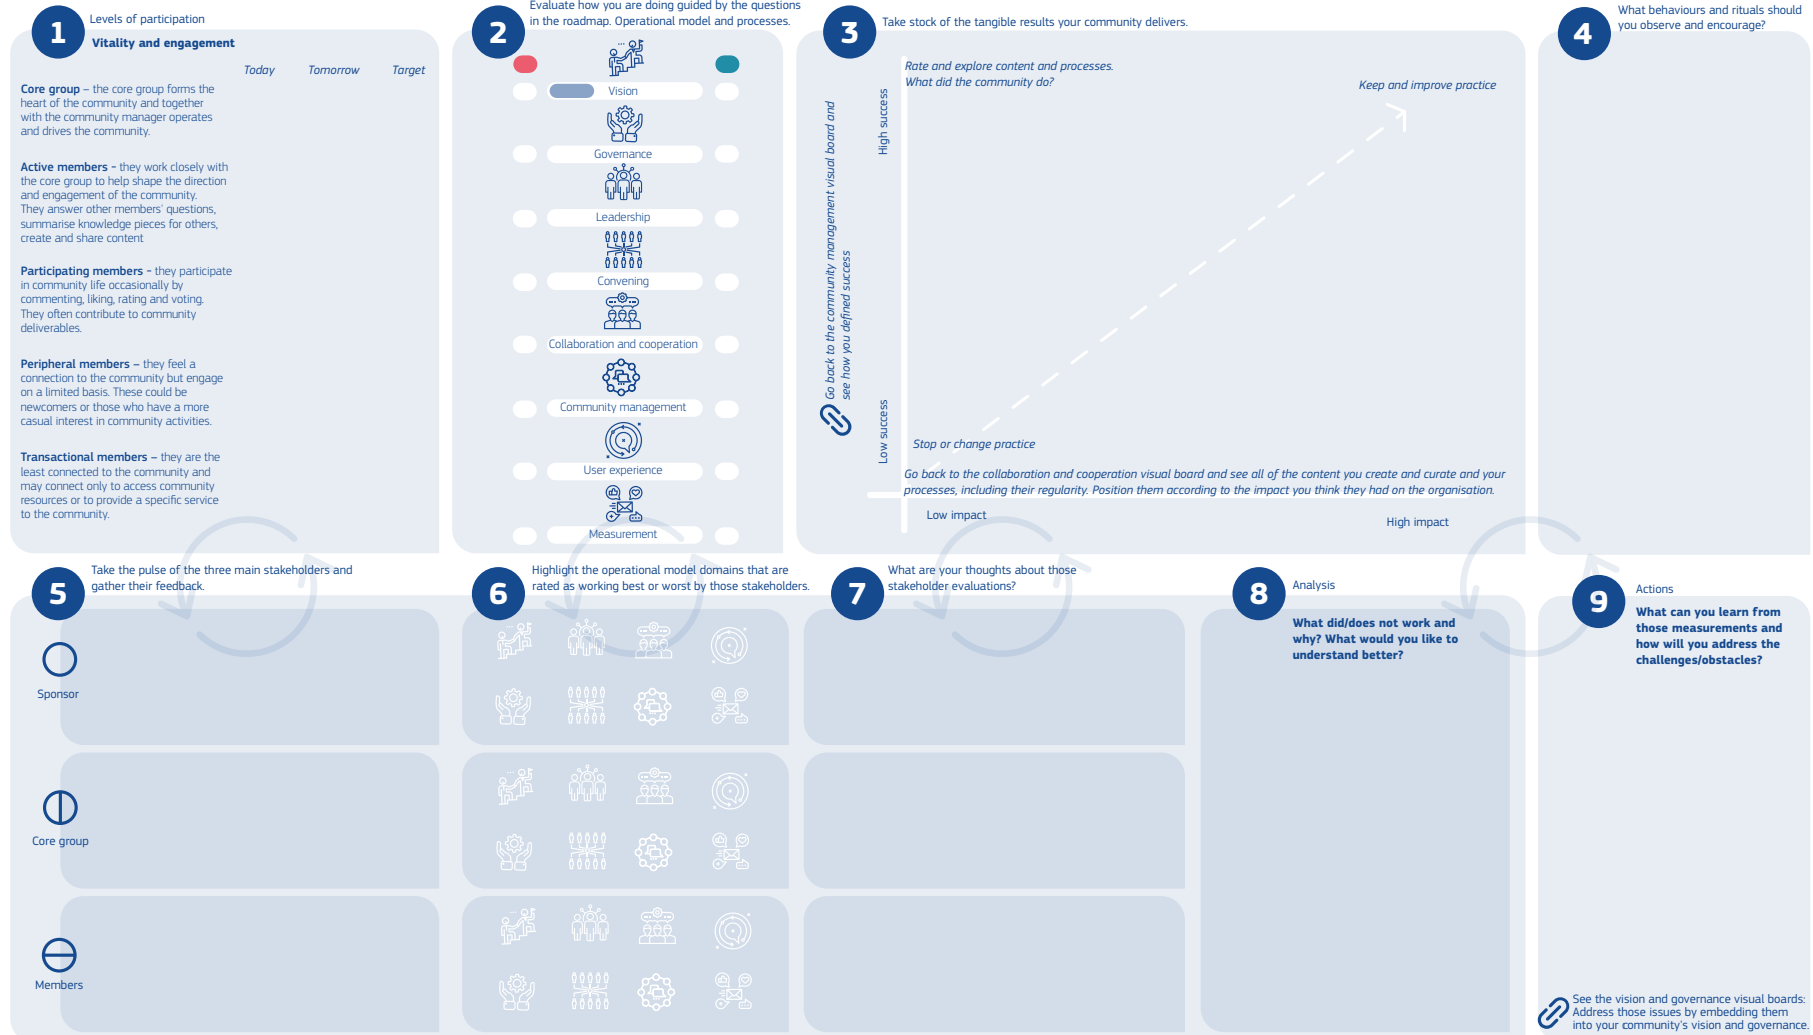 1
Levels of participation
Vitality and engagement
Today Tomorrow Target
Core group – the core group forms the
heart of the community and together
with the community manager operates
and drives the community.
Active members - they work closely with
the core group to help shape the direction
and engagement of the community.
They answer other members' questions,
summarise knowledge pieces for others,
create and share content
Participating members - they participate
in community life occasionally by
commenting, liking, rating and voting.
They often contribute to community
deliverables.
Peripheral members – they feel a
connection to the community but engage
on a limited basis. These could be
newcomers or those who have a more
casual interest in community activities.
Transactional members – they are the
least connected to the community and
may connect only to access community
resources or to provide a specific service
to the community.
2
Evaluate how you are doing guided by the questions
in the roadmap. Operational model and processes.
Vision
Governance
Leadership
Convening
Collaboration and cooperation
Community management
User experience
Measurement
3
Take stock of the tangible results your community delivers.
Go back to the community management visual board and
see how you defined success
High success
Low success
Rate and explore content and processes.
What did the community do?
Keep and improve practice
Stop or change practice
Go back to the collaboration and cooperation visual board and see all of the content you create and curate and your
processes, including their regularity. Position them according to the impact you think they had on the organisation.
Low impact
High impact
4
What behaviours and rituals should
you observe and encourage?
5
Take the pulse of the three main stakeholders and
gather their feedback.
Sponsor
Core group
Members
6
Highlight the operational model domains that are
rated as working best or worst by those stakeholders.
7
What are your thoughts about those
stakeholder evaluations?
8
Analysis
What did/does not work and
why? What would you like to
understand better?
9
Actions
What can you learn from
those measurements and
how will you address the
challenges/obstacles?
See the vision and governance visual boards:
Address those issues by embedding them
into your community's vision and governance.